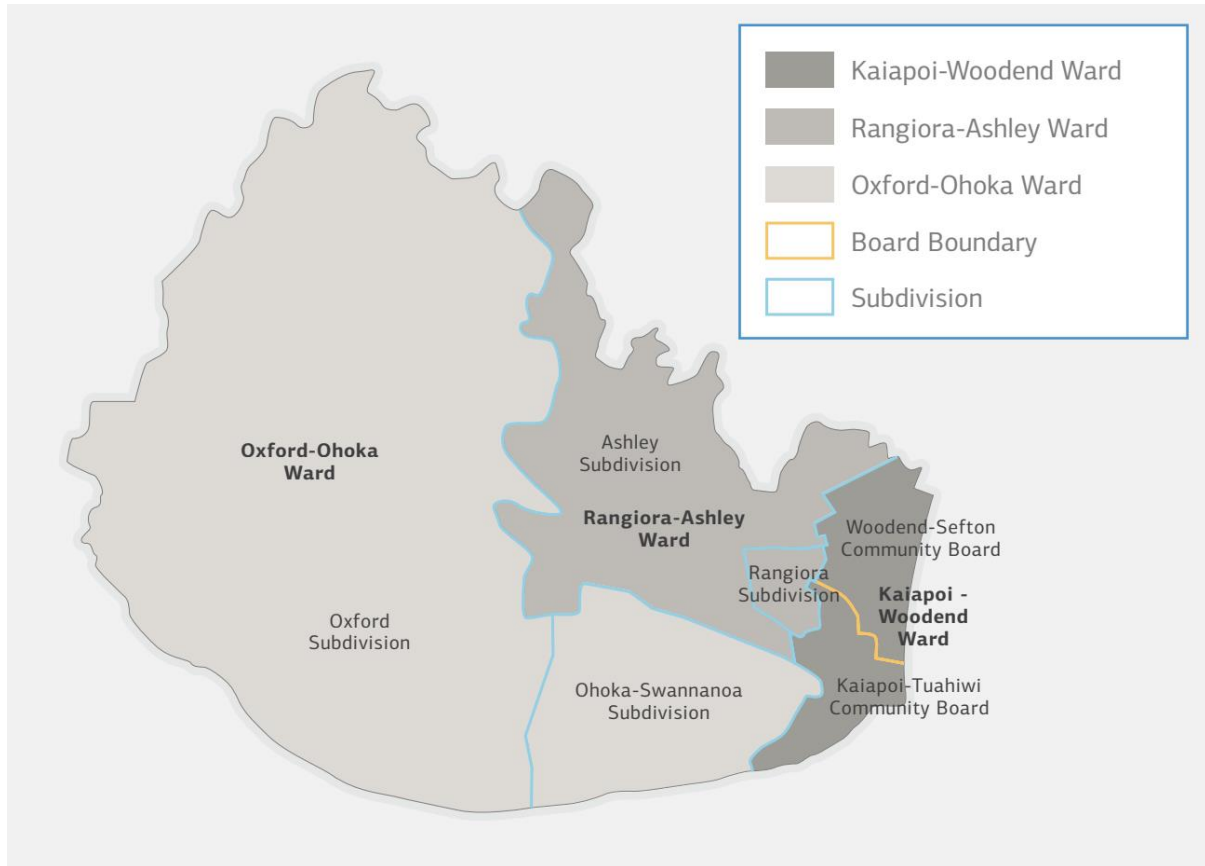 Kaiapoi-Woodend Ward
Rangiora-Ashley Ward
Oxford-Ohoka Ward
Board Boundary
Subdivision
Oxford-Ohoka
Ward
Ashley
Subdivision
Rangiora-Ashley
Ward
Woodend-Sefton
Community Board
Rangiora
Subdivision
Kaiapoi -
Woodend
Ward
Oxford
Subdivision
Ohoka-Swannanoa
Subdivision
Kaiapoi-Tuahiwi
Community Board